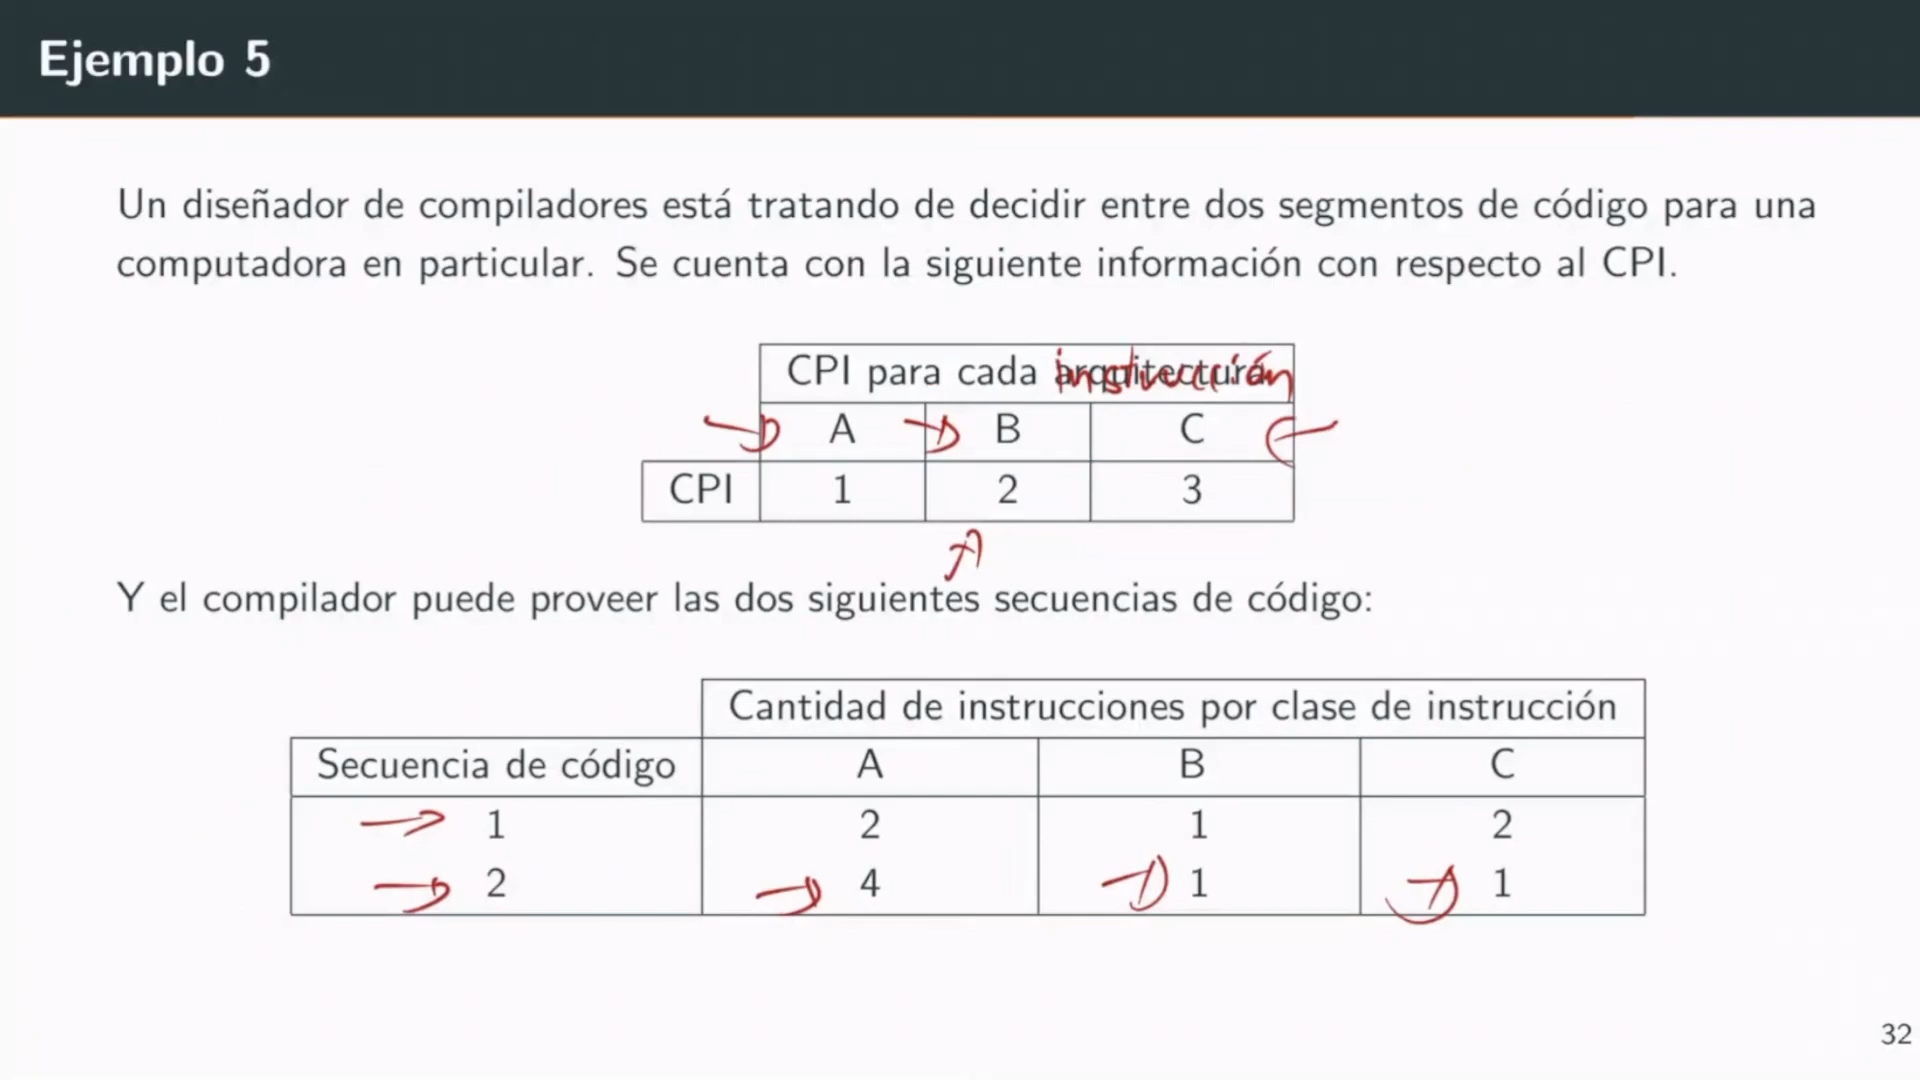 Ejemplo 5
Un diseñador de compiladores está tratando de decidir entre dos segmentos de código para una
computadora en particular. Se cuenta con la siguiente información con respecto al CPI.
CPI para cada arquitectura instrucción
A B C
CPI 1 2 3
Y el compilador puede proveer las dos siguientes secuencias de código:
Cantidad de instrucciones por clase de instrucción
Secuencia de código A B C
1 2 1 2
2 4 1 1
32